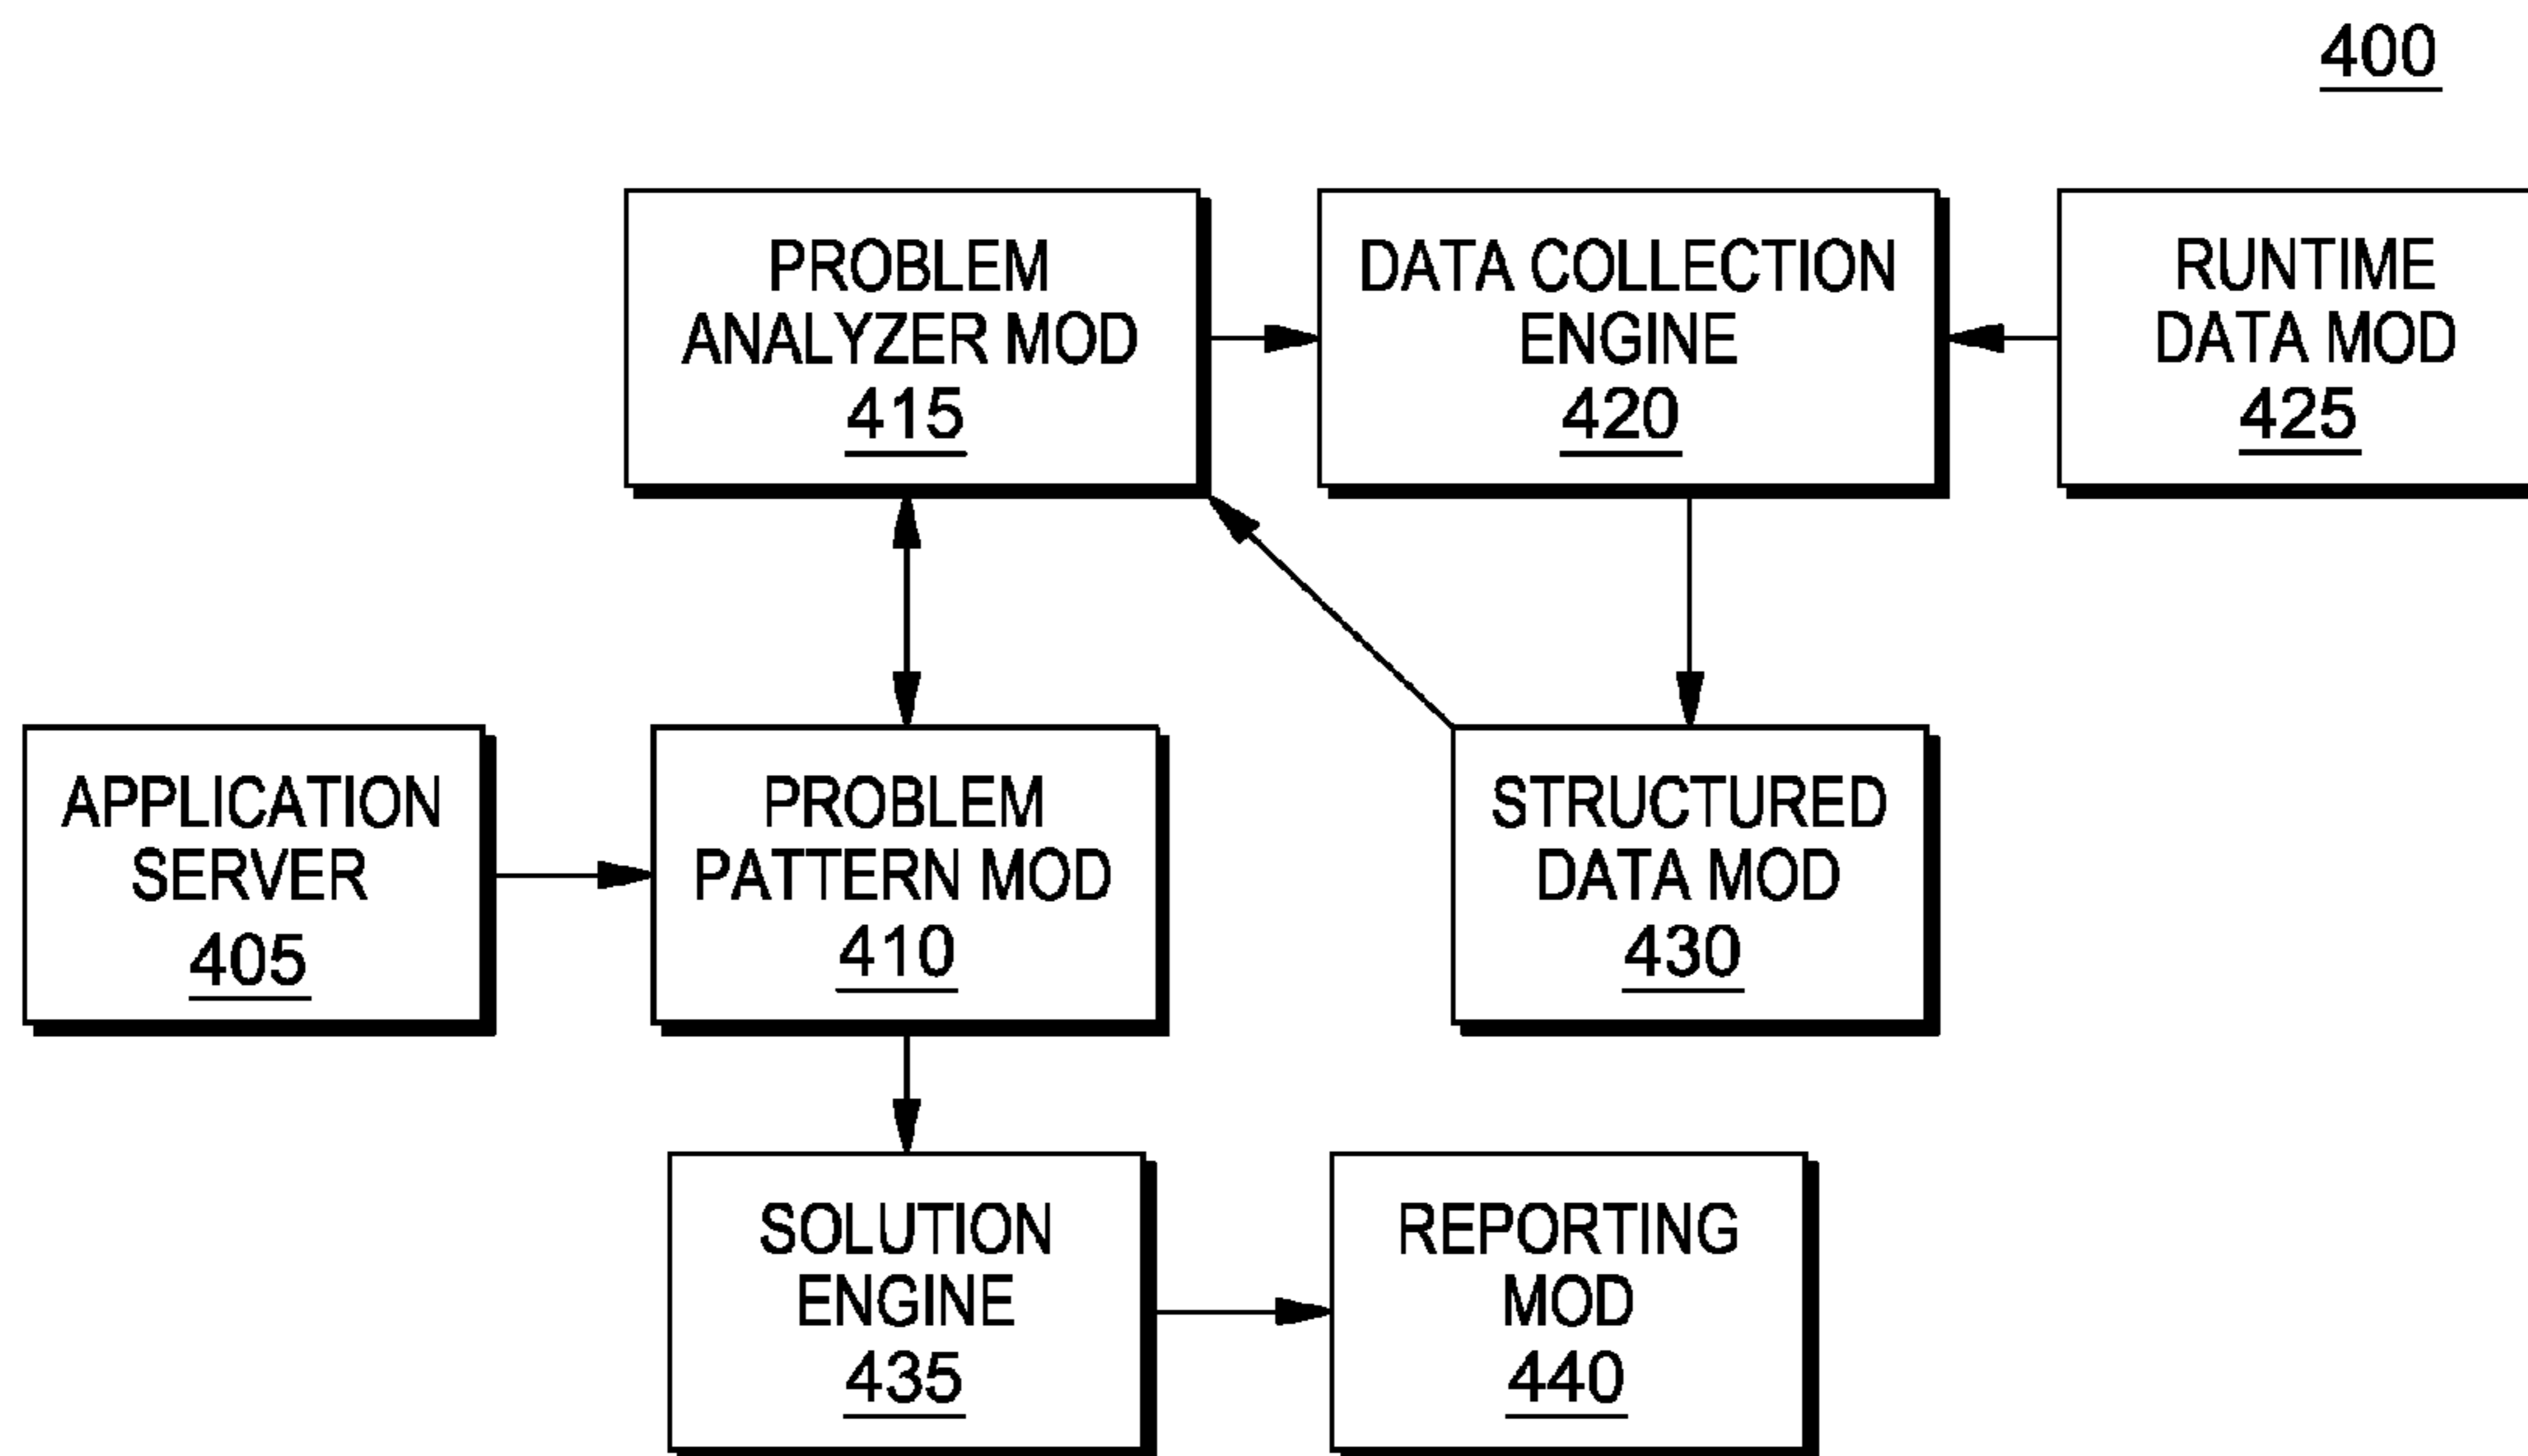 400
PROBLEM
ANALYZER MOD
415
DATA COLLECTION
ENGINE
420
RUNTIME
DATA MOD
425
APPLICATION
SERVER
405
PROBLEM
PATTERN MOD
410
STRUCTURED
DATA MOD
430
SOLUTION
ENGINE
435
REPORTING
MOD
440